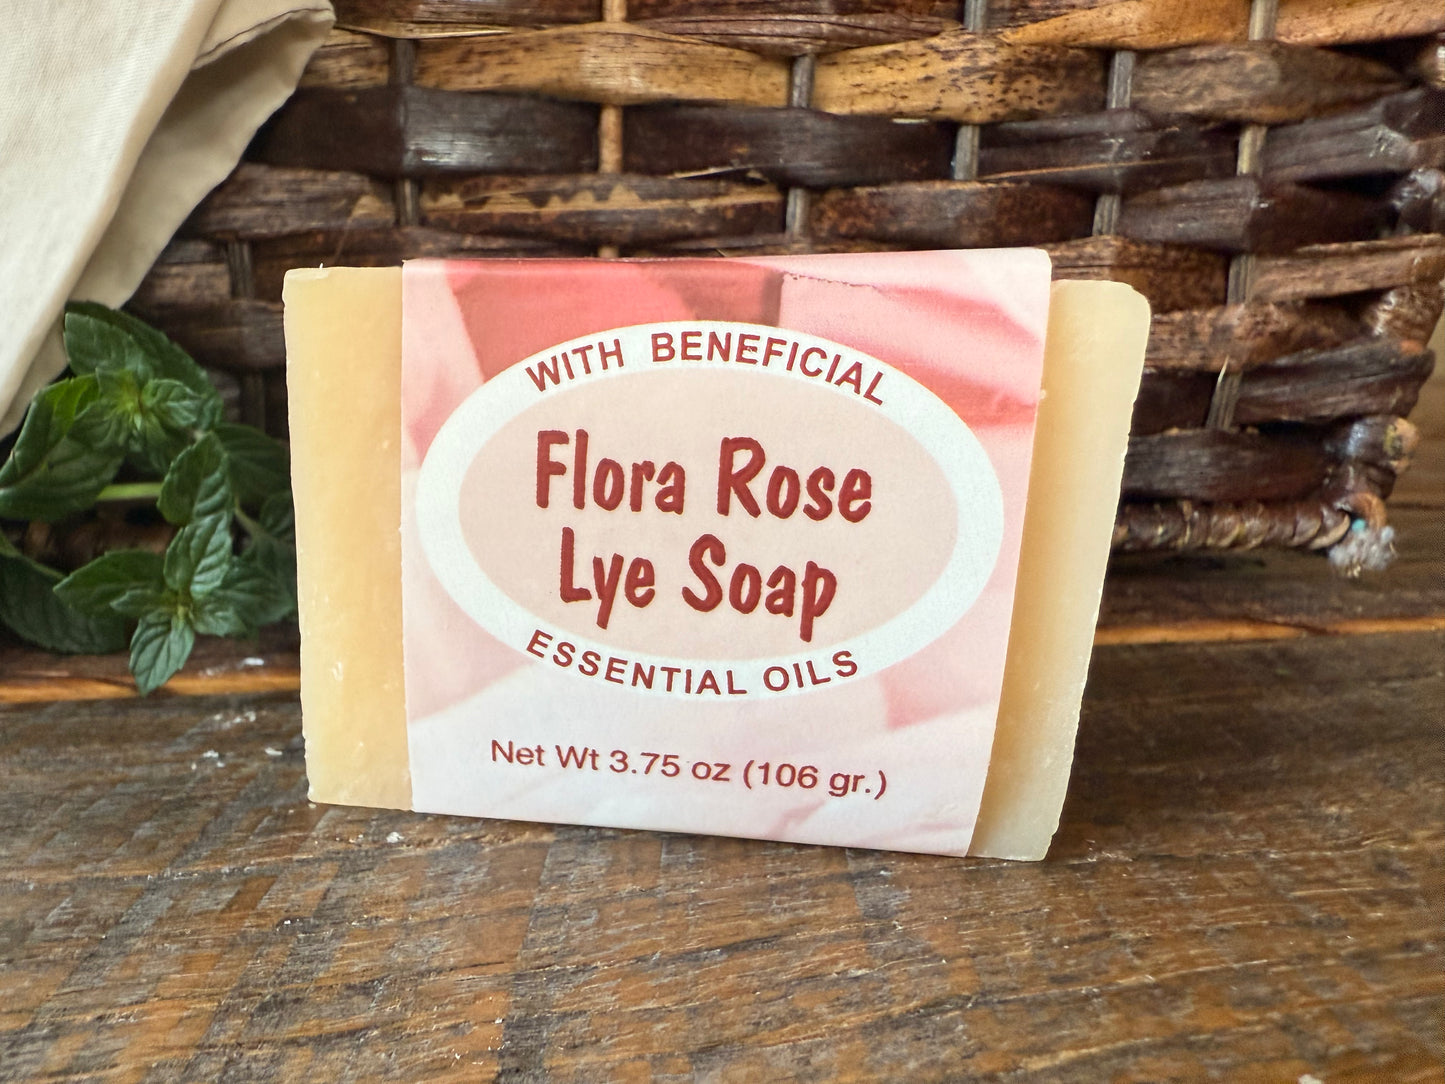 WITH BENEFICIAL
Flora Rose
Lye Soap
ESSENTIAL OILS
Net Wt 3.75 oz (106 gr.)